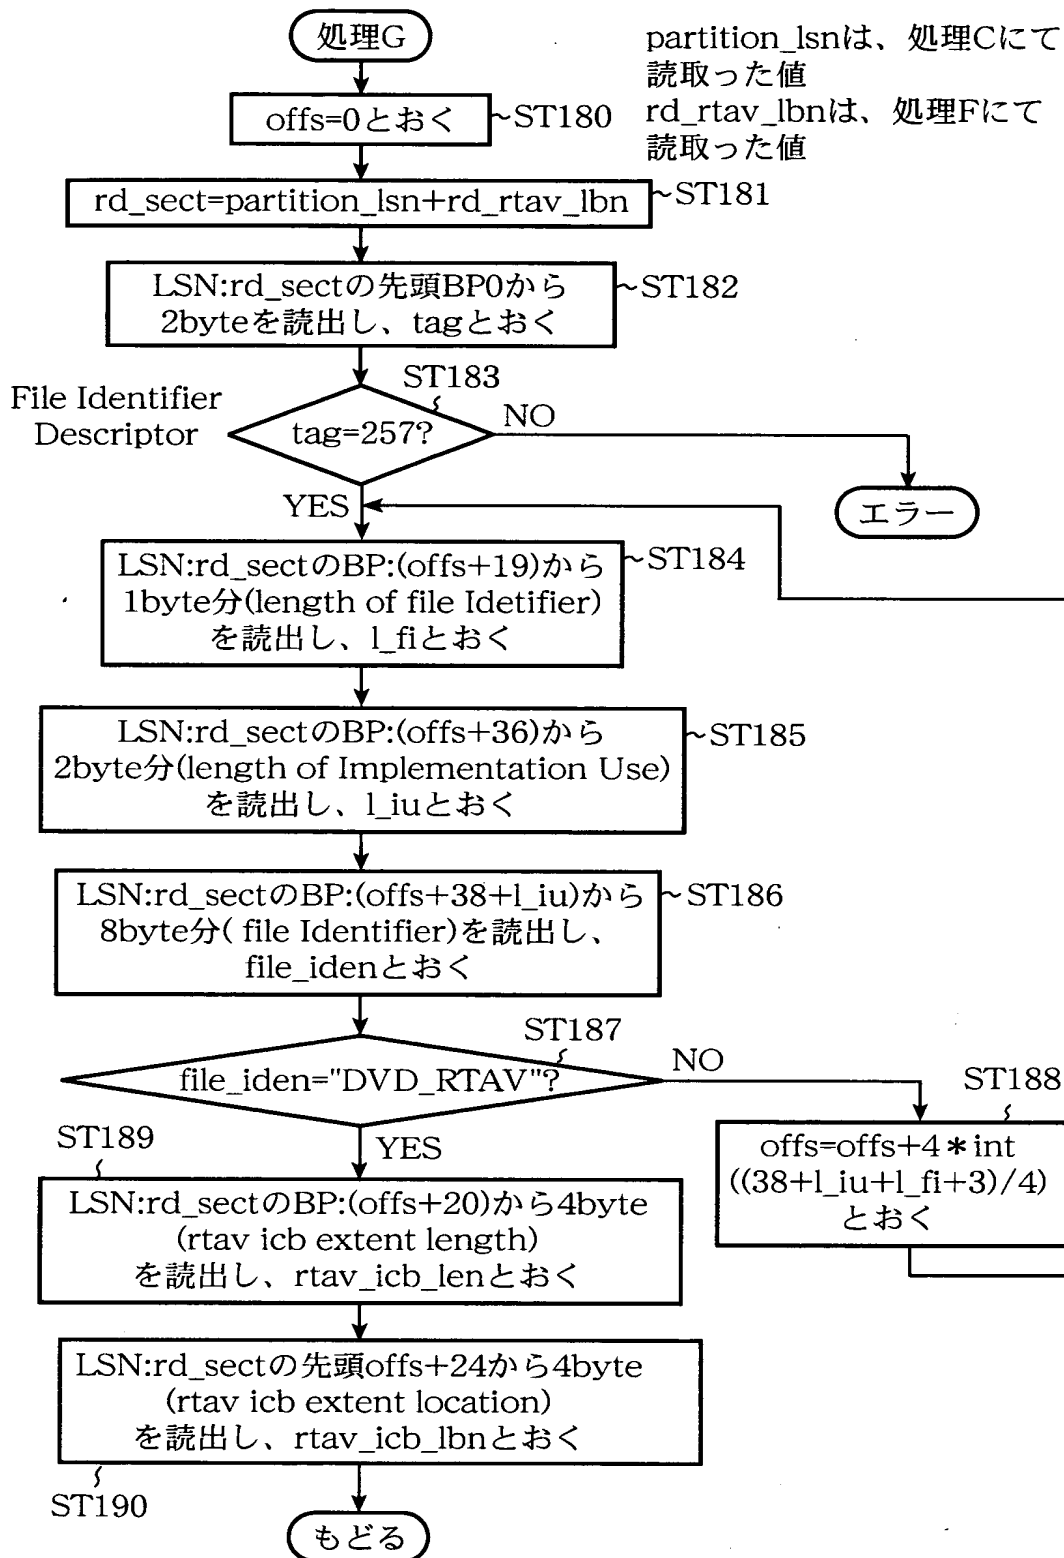 処理G
partition_lsnは、処理Cにて
読取った値
rd_rtav_lbnは、処理Fにて
読取った値
offs=0とおく
ST180
rd_sect=partition_lsn+rd_rtav_lbn
ST181
LSN:rd_sectの先頭BP0から
2byteを読出し、tagとおく
ST182
ST183
File Identifier
Descriptor
tag=257?
NO
エラー
YES
LSN:rd_sectのBP:(offs+19)から
1byte分(length of file Idetifier)
を読出し、l_fiとおく
ST184
LSN:rd_sectのBP:(offs+36)から
2byte分(length of Implementation Use)
を読出し、l_iuとおく
ST185
LSN:rd_sectのBP:(offs+38+l_iu)から
8byte分( file Identifier)を読出し、
file_idenとおく
ST186
ST187
file_iden="DVD_RTAV"?
NO
ST188
offs=offs+4*int
((38+l_iu+l_fi+3)/4)
とおく
YES
ST189
LSN:rd_sectのBP:(offs+20)から4byte
(rtav icb extent length)
を読出し、rtav_icb_lenとおく
LSN:rd_sectの先頭offs+24から4byte
(rtav icb extent location)
を読出し、rtav_icb_lbnとおく
ST190
もどる